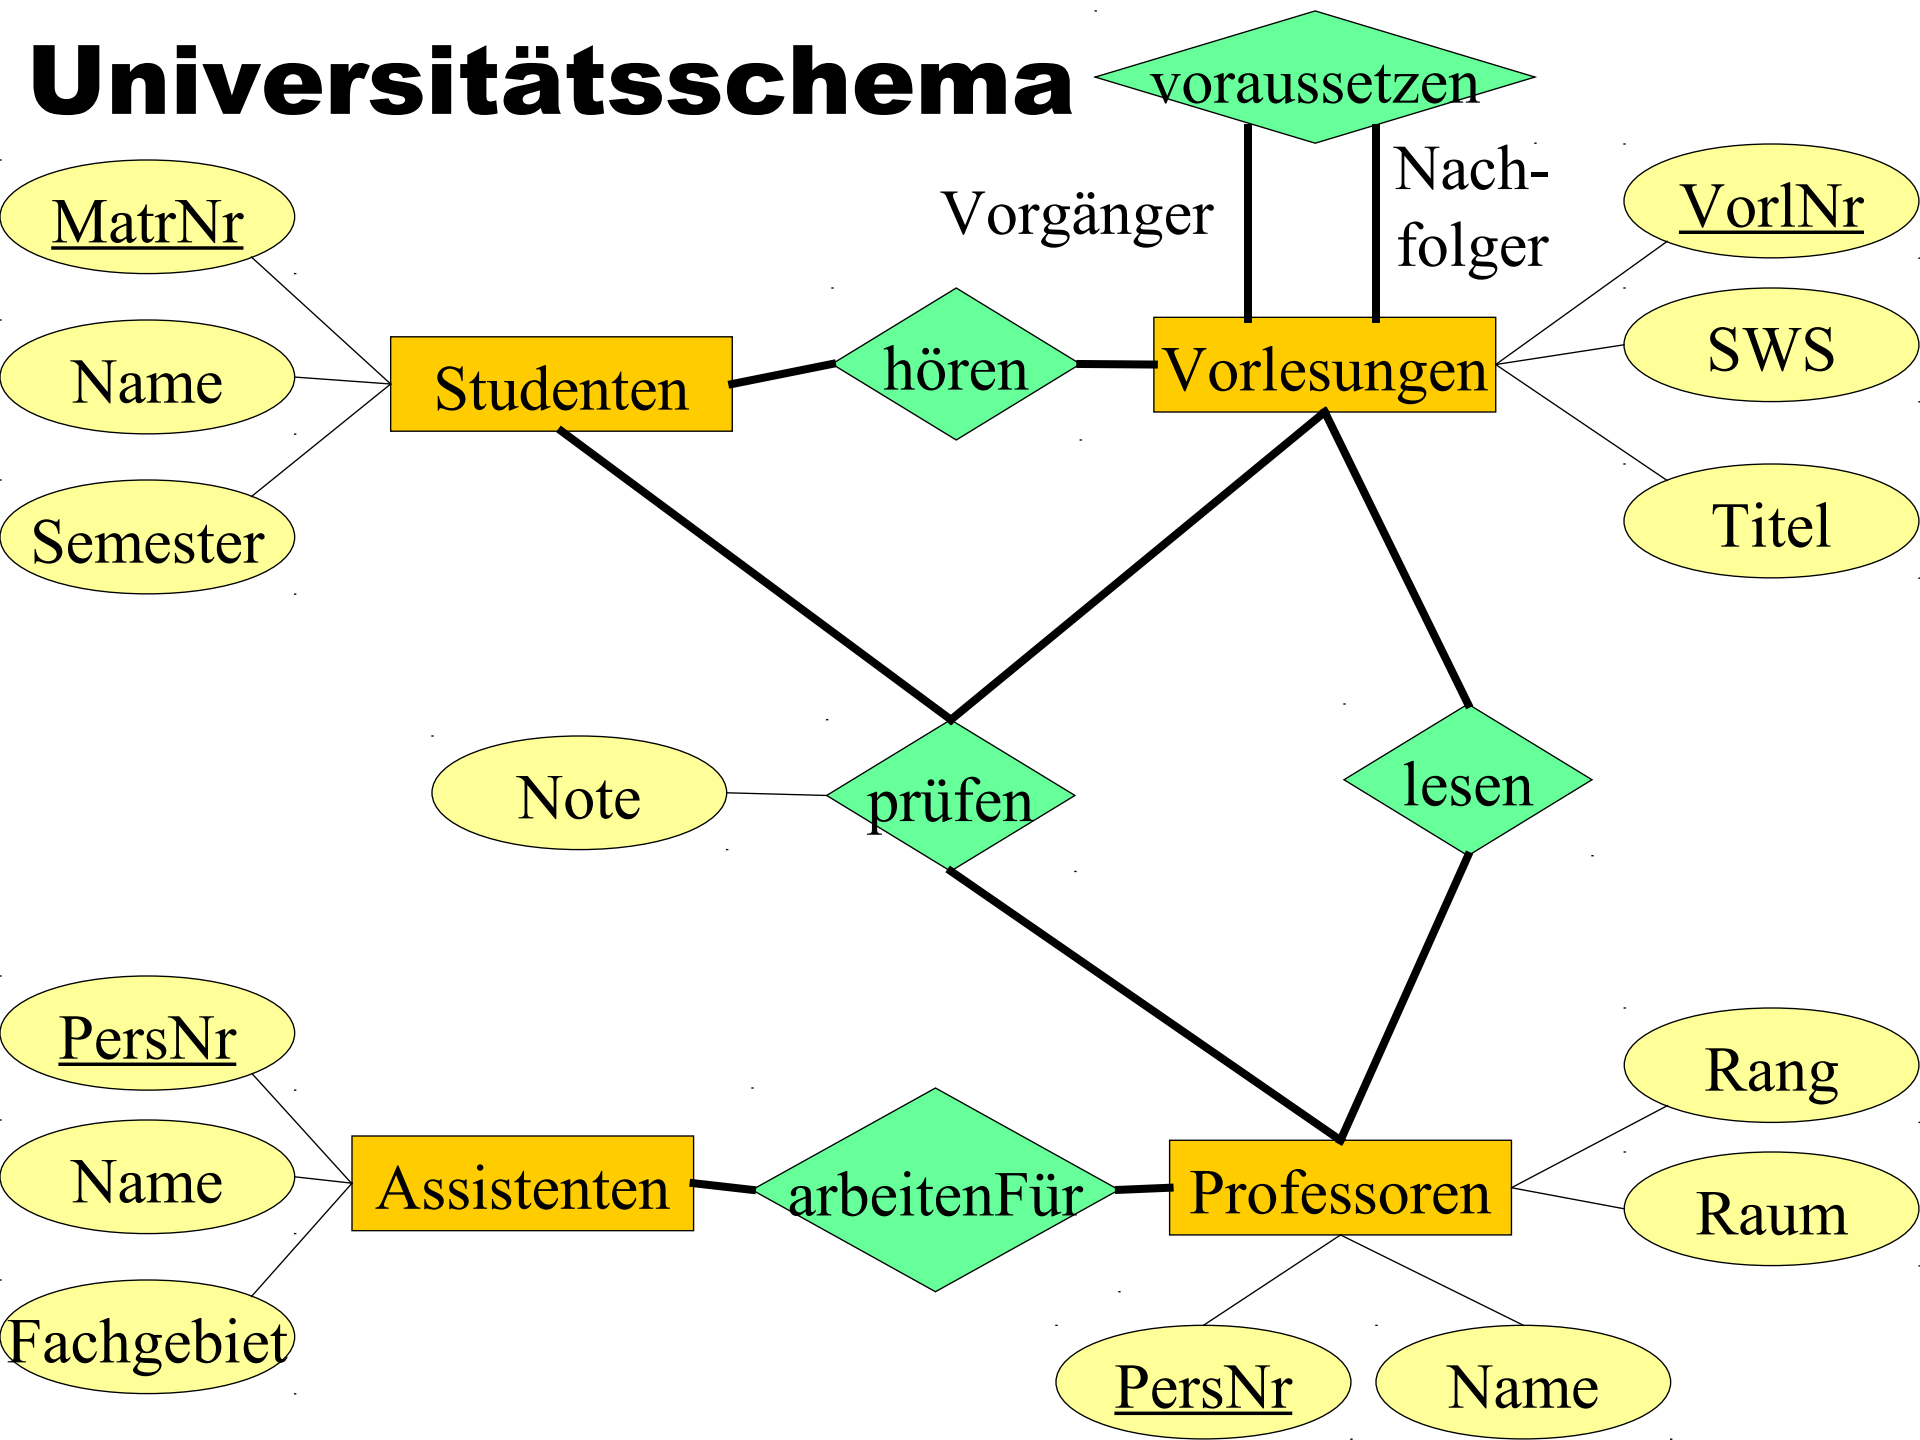 Universitätsschema
voraussetzen
Vorgänger
Nach-
folger
MatrNr
Name
Semester
Studenten
hören
Vorlesungen
VorlNr
SWS
Titel
Note
prüfen
lesen
PersNr
Name
Fachgebiet
Assistenten
arbeitenFür
Professoren
Rang
Raum
PersNr
Name